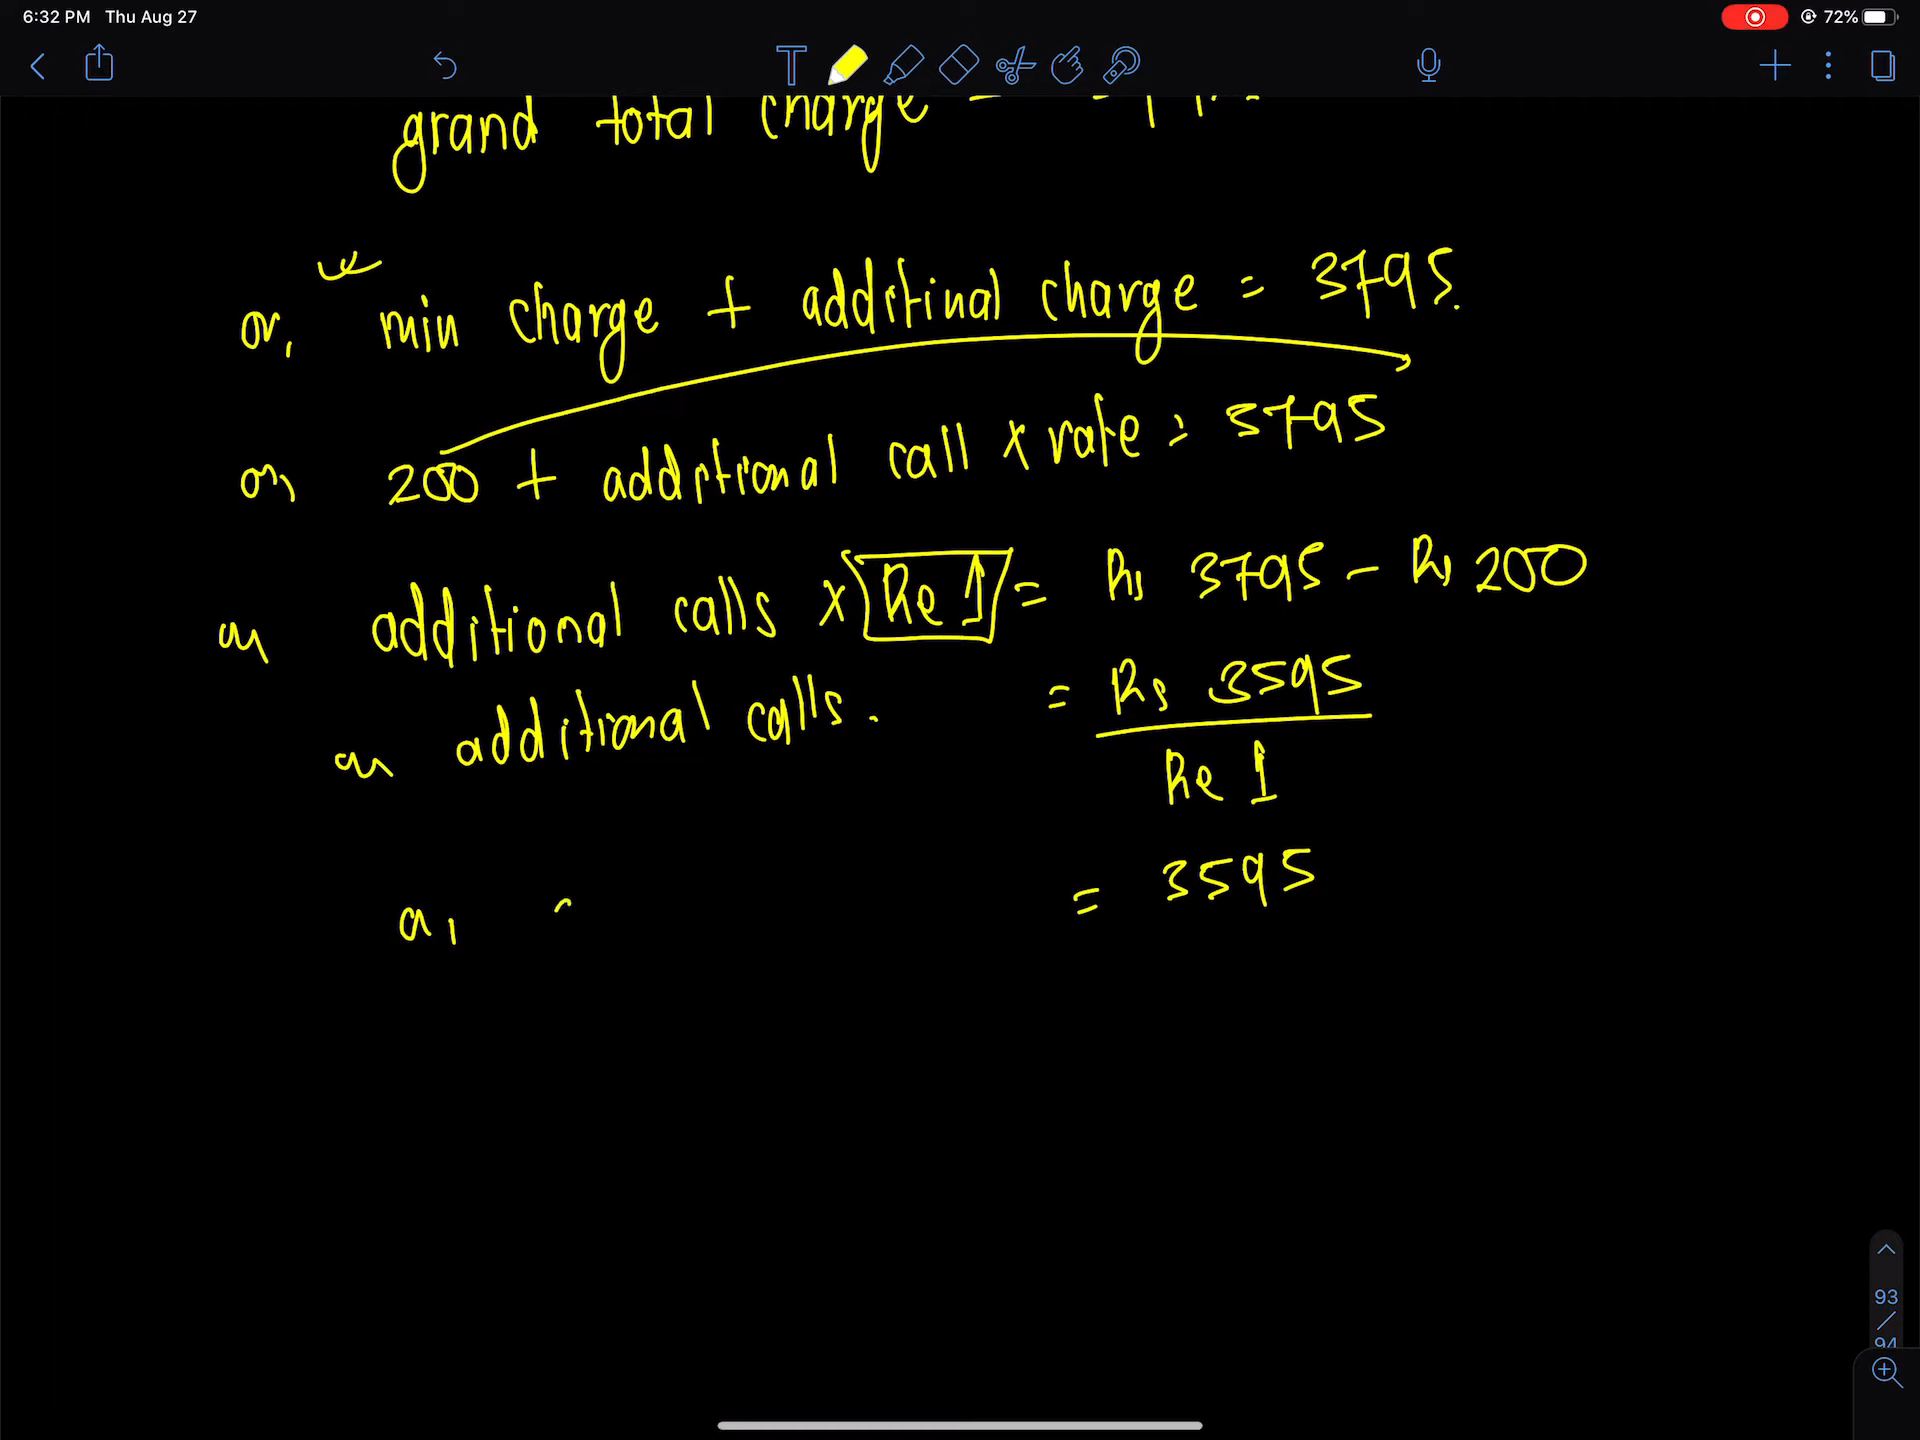 6:32 PM Thu Aug 27
72%
T
grand total charge =
or, min charge + additinal charge = 3795.
or, 200 + additional call × rate = 3795
or additional calls × Re 1 = Rs 3795 - Rs 200
or additional calls. = Rs 3595
Re 1
or, = 3595
93
/
94